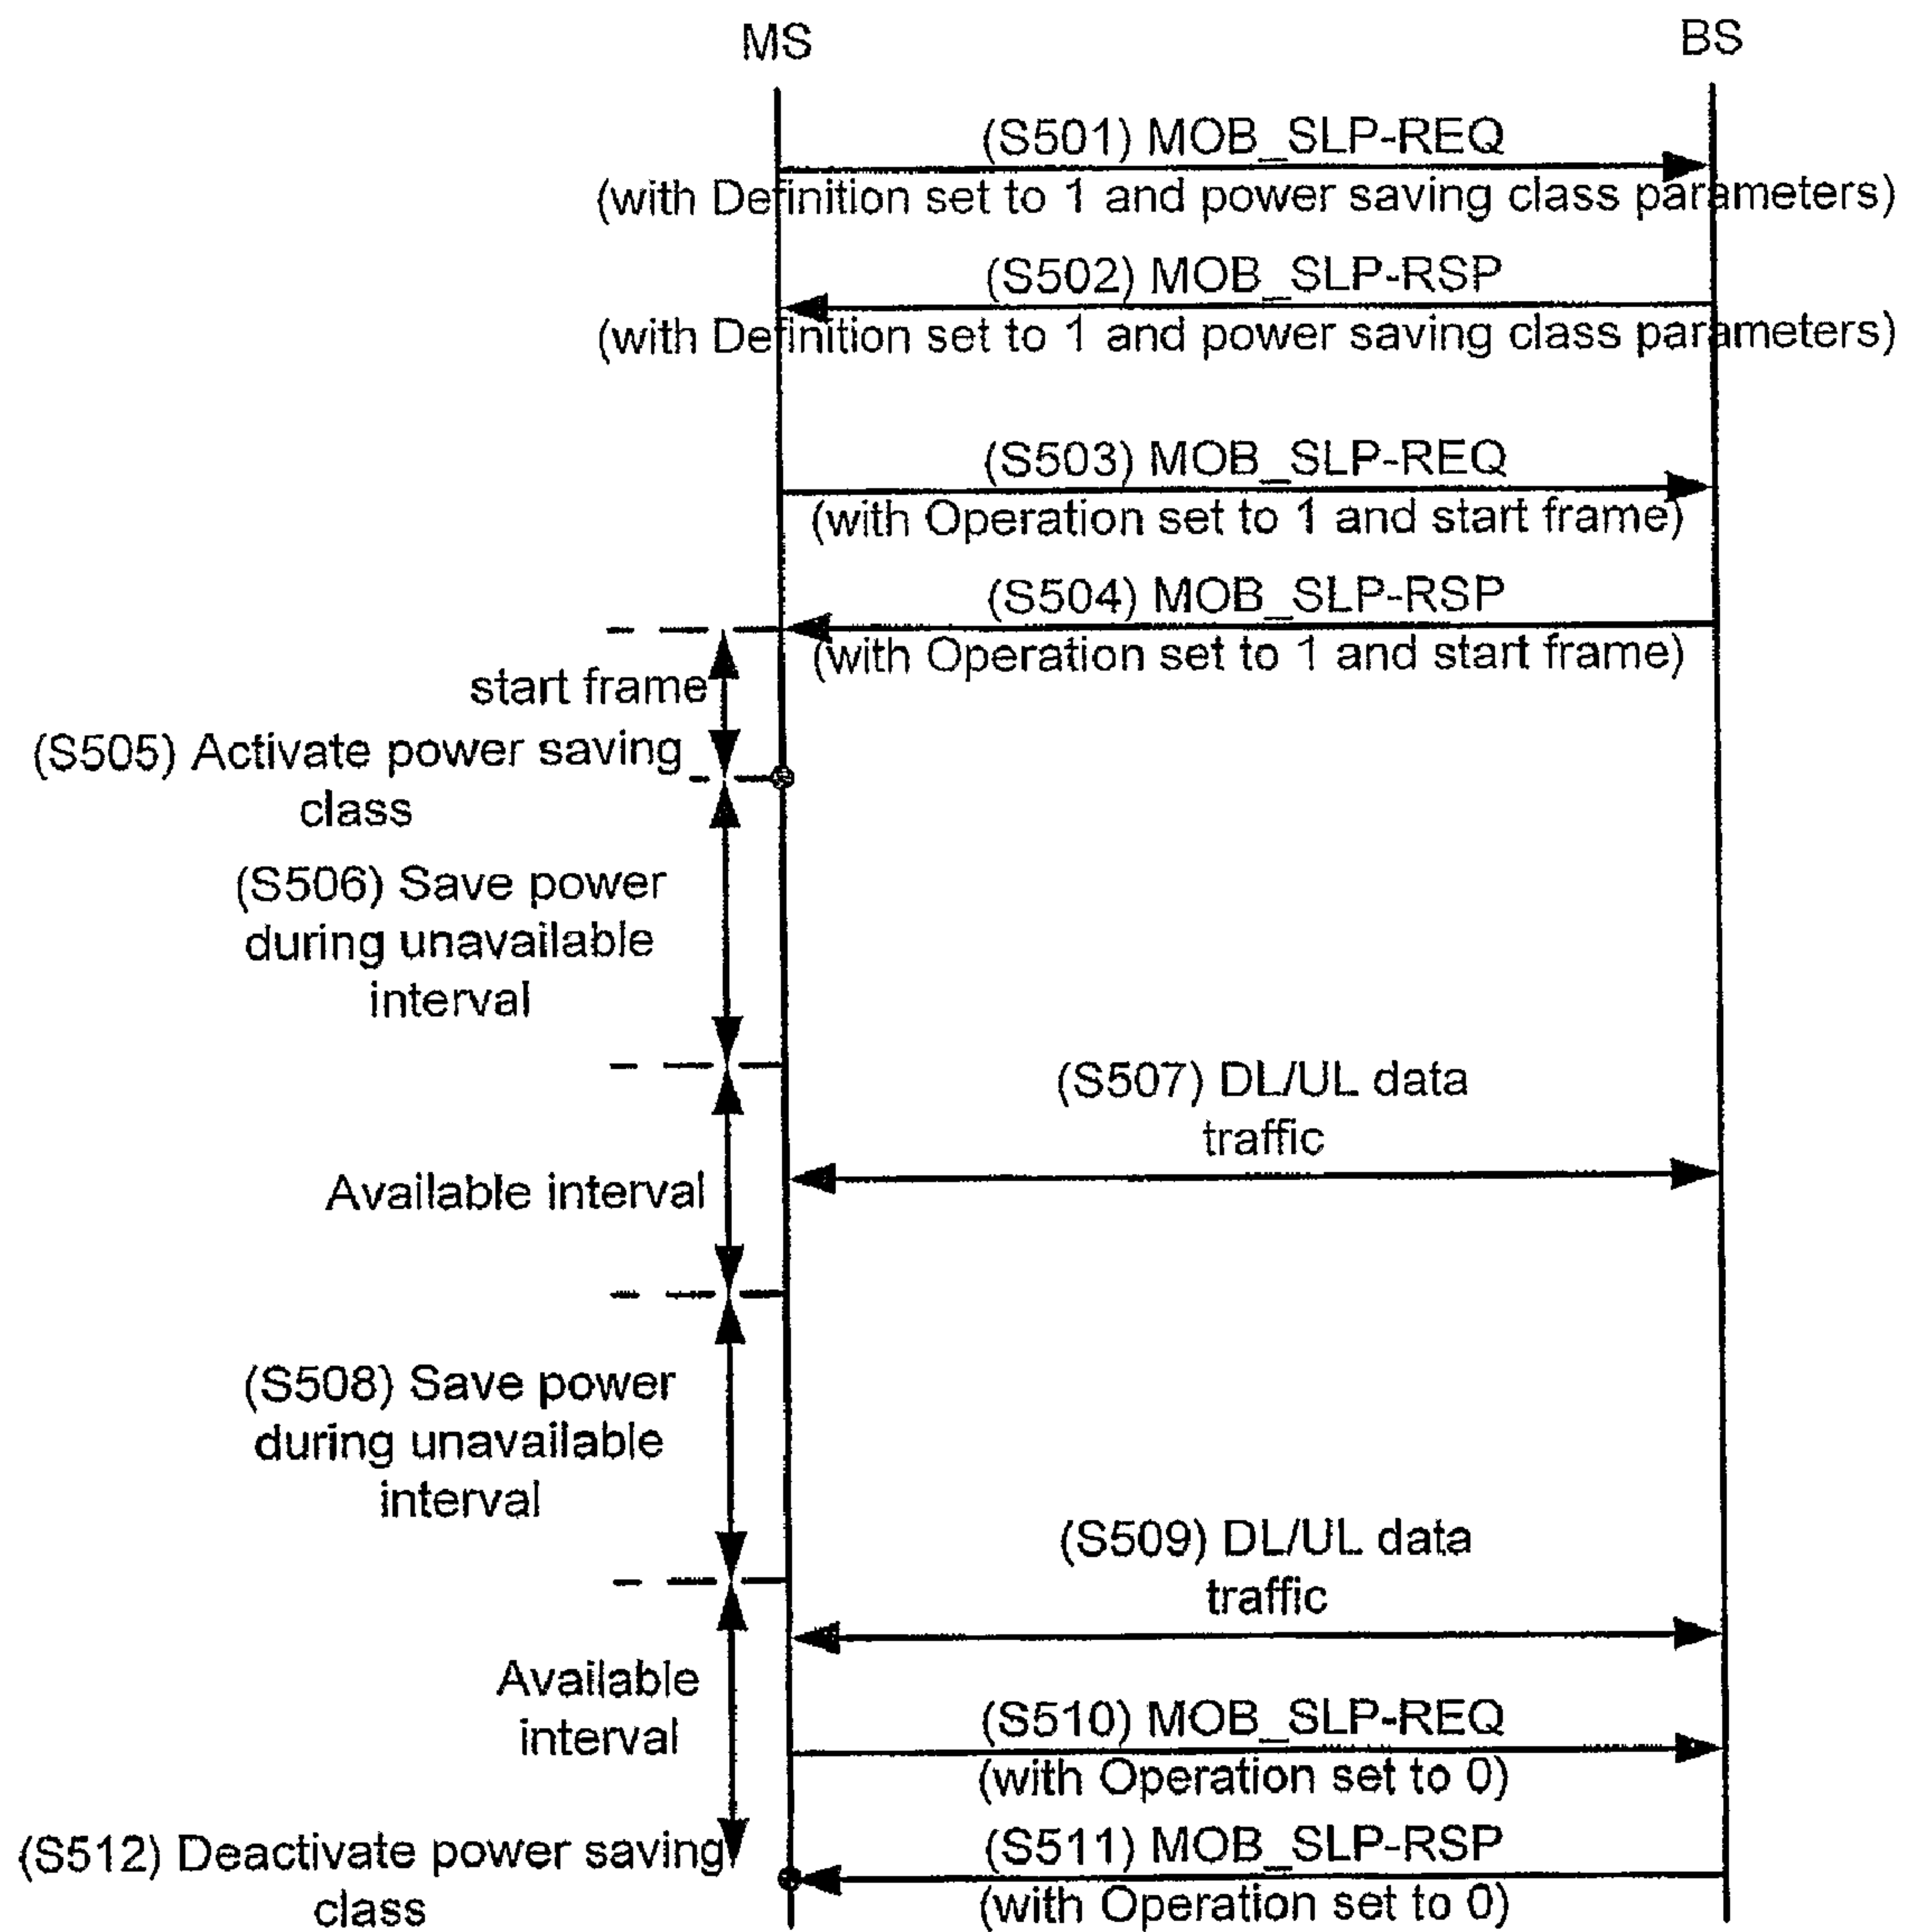 MS
BS
(S501) MOB_SLP-REQ
(with Definition set to 1 and power saving class parameters)
(S502) MOB_SLP-RSP
(with Definition set to 1 and power saving class parameters)
(S503) MOB_SLP-REQ
(with Operation set to 1 and start frame)
(S504) MOB_SLP-RSP
(with Operation set to 1 and start frame)
start frame
(S505) Activate power saving
class
(S506) Save power
during unavailable
interval
(S507) DL/UL data
traffic
Available interval
(S508) Save power
during unavailable
interval
(S509) DL/UL data
traffic
Available
interval
(S510) MOB_SLP-REQ
(with Operation set to 0)
(S511) MOB_SLP-RSP
(with Operation set to 0)
(S512) Deactivate power saving
class